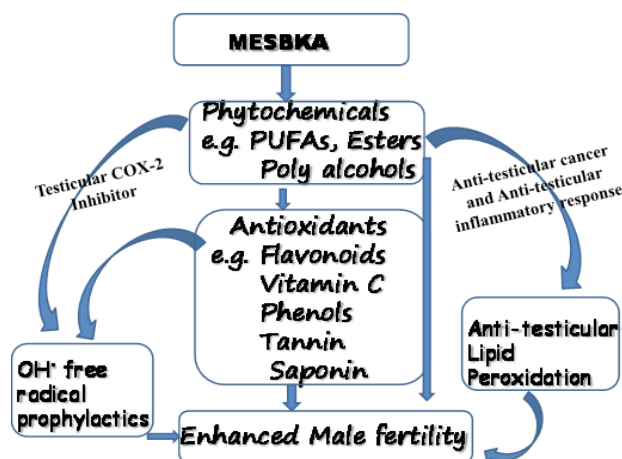 MESBKA
Phytochemicals
e.g. PUFAs, Esters
Poly alcohols
Testicular COX-2
Inhibitor
Anti-testicular cancer
and Anti-testicular
inflammatory response
Antioxidants
e.g. Flavonoids
Vitamin C
Phenols
Tannin
Saponin
OH· free
radical
prophylactics
Anti-testicular
Lipid
Peroxidation
Enhanced Male fertility